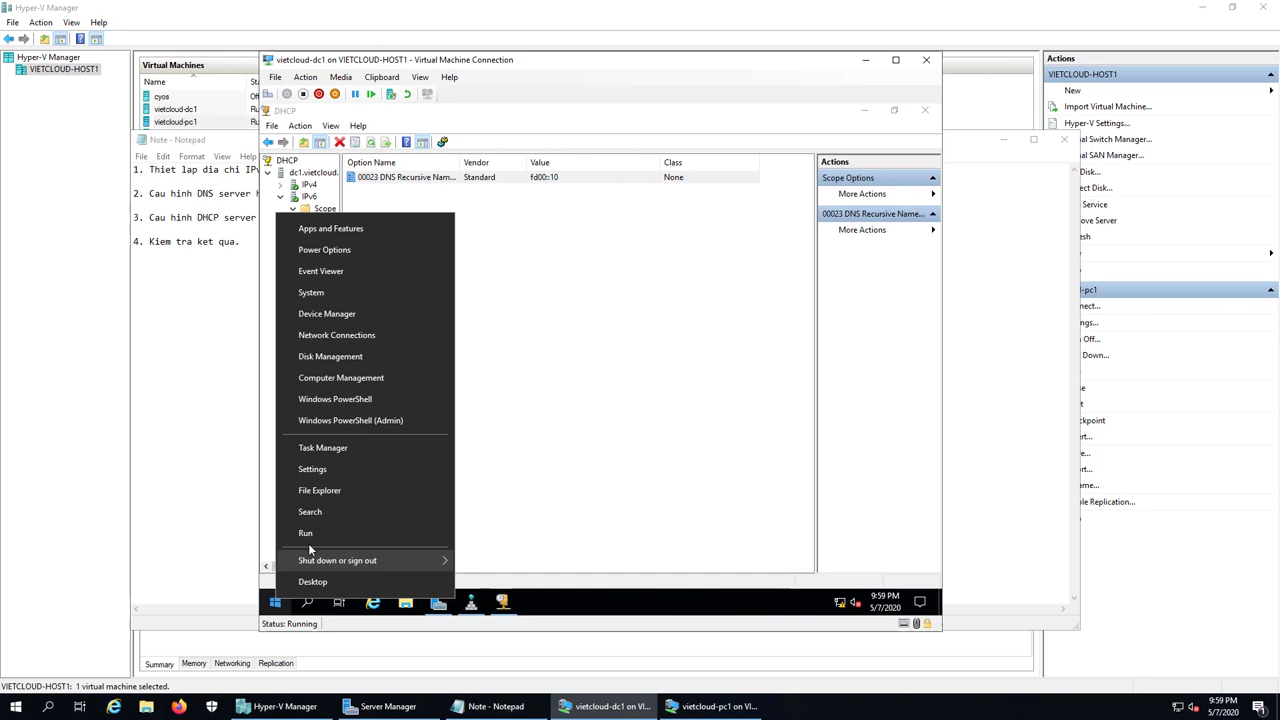 Hyper-V Manager
File Action View Help
Hyper-V Manager
VIETCLOUD-HOST1
Virtual Machines
Name
cyos
vietcloud-dc1
vietcloud-pc1
Note - Notepad
File Edit Format View Help
1. Thiet lap dia chi IPv
2. Cau hinh DNS server
3. Cau hinh DHCP server
4. Kiem tra ket qua.
vietcloud-dc1 on VIETCLOUD-HOST1 - Virtual Machine Connection
File Action Media Clipboard View Help
DHCP
File Action View Help
DHCP
dc1.vietcloud.
IPv4
IPv6
Scope
Option Name Vendor Value Class
00023 DNS Recursive Nam... Standard fd00::10 None
Actions
Scope Options
More Actions
00023 DNS Recursive Name...
More Actions
Apps and Features
Power Options
Event Viewer
System
Device Manager
Network Connections
Disk Management
Computer Management
Windows PowerShell
Windows PowerShell (Admin)
Task Manager
Settings
File Explorer
Search
Run
Shut down or sign out
Desktop
9:59 PM
5/7/2020
Status: Running
Actions
VIETCLOUD-HOST1
New
Import Virtual Machine...
Hyper-V Settings...
Switch Manager...
SAN Manager...
Service
Server
Summary Memory Networking Replication
VIETCLOUD-HOST1: 1 virtual machine selected.
Hyper-V Manager
Server Manager
Note - Notepad
vietcloud-dc1 on VI...
vietcloud-pc1 on VI...
9:59 PM
5/7/2020